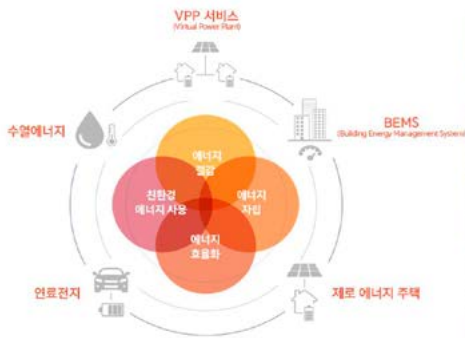 VPP 서비스
(Virtual Power Plant)
수열에너지
BEMS
(Building Energy Management System)
에너지
절감
친환경
에너지 사용
에너지
자립
에너지
효율화
연료전지
제로 에너지 주택